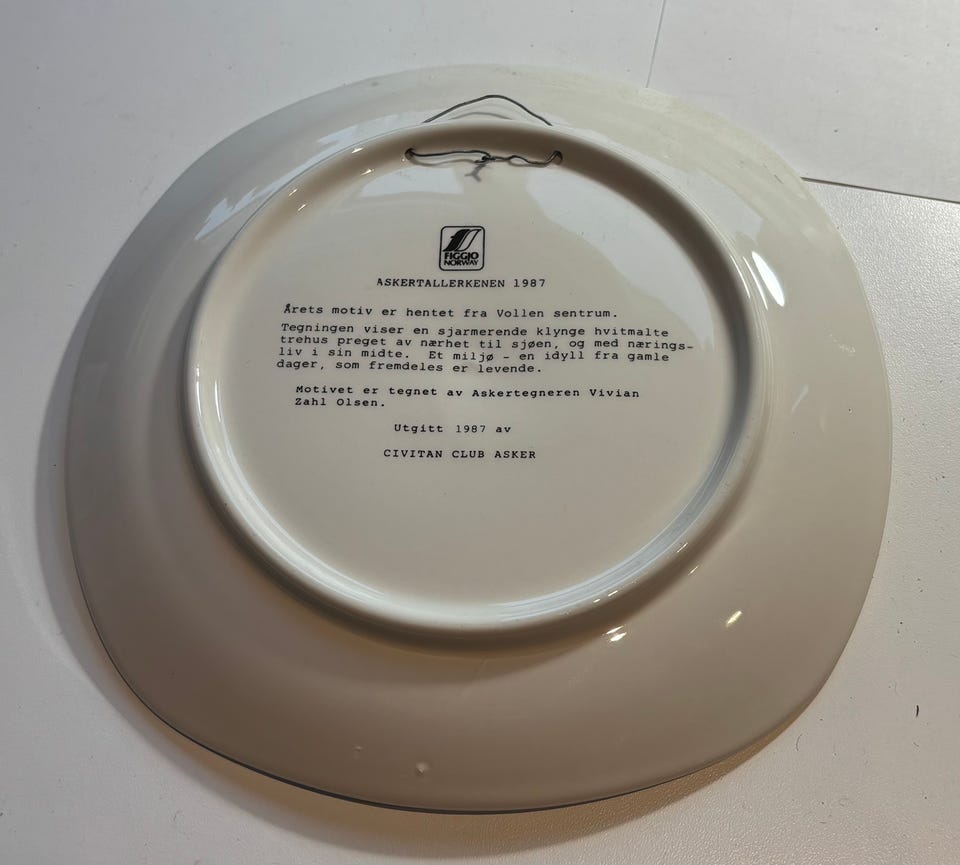 FIGGJO
NORWAY
ASKERTALLERKENEN 1987
Årets motiv er hentet fra Vollen sentrum.
Tegningen viser en sjarmerende klynge hvitmalte
trehus preget av nærhet til sjøen, og med nærings-
liv i sin midte. Et miljø - en idyll fra gamle
dager, som fremdeles er levende.
Motivet er tegnet av Askertegneren Vivian
Zahl Olsen.
Utgitt 1987 av
CIVITAN CLUB ASKER